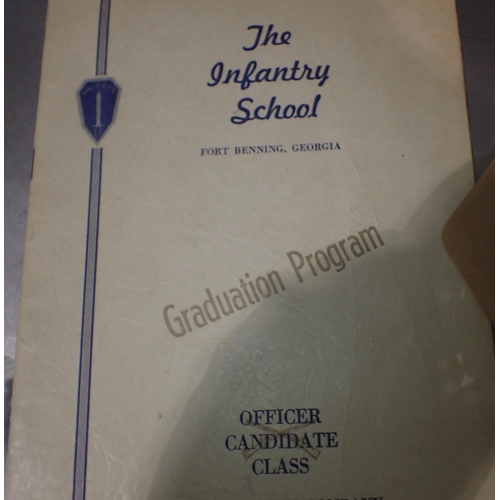 The
Infantry
School
FORT BENNING, GEORGIA
Graduation Program
OFFICER
CANDIDATE
CLASS